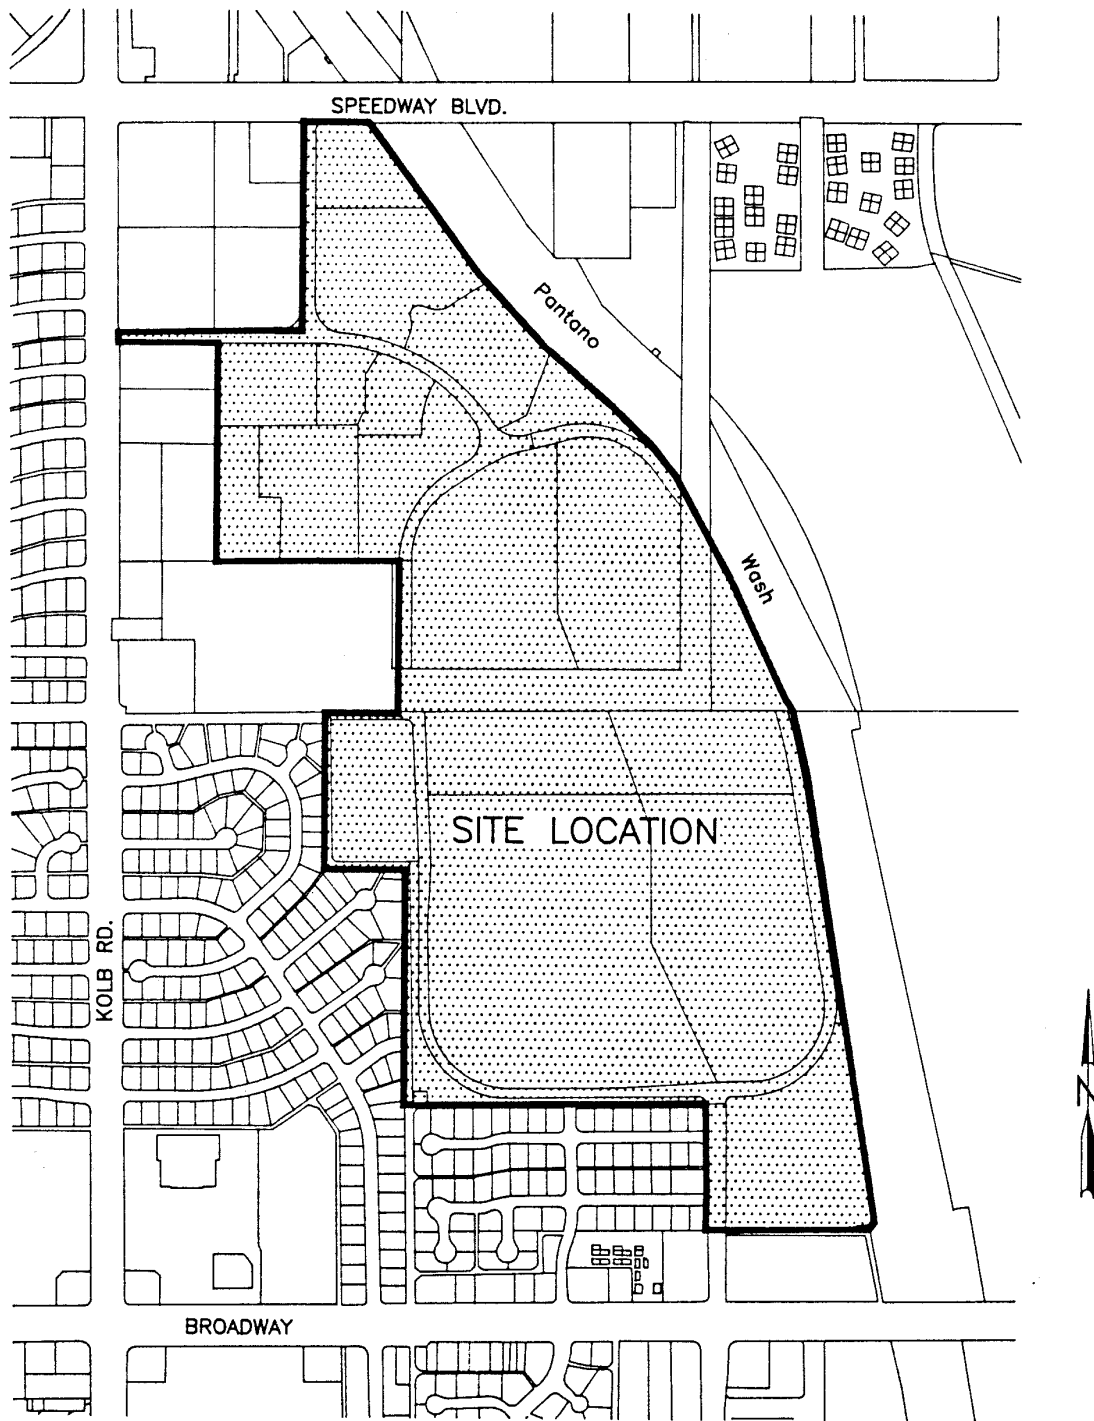 SPEEDWAY BLVD.
Pantano
Wash
SITE LOCATION
KOLB RD.
N
BROADWAY